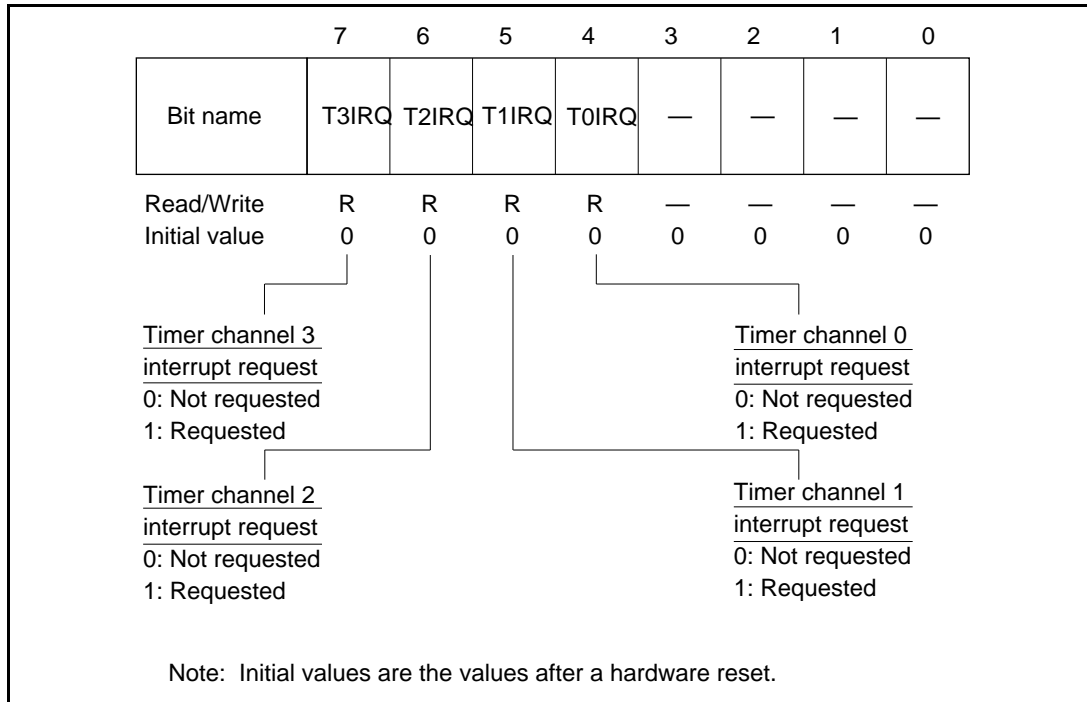 7 6 5 4 3 2 1 0
Bit name T3IRQ T2IRQ T1IRQ T0IRQ — — — —
Read/Write R R R R — — — —
Initial value 0 0 0 0 0 0 0 0
Timer channel 3
interrupt request
0: Not requested
1: Requested
Timer channel 0
interrupt request
0: Not requested
1: Requested
Timer channel 2
interrupt request
0: Not requested
1: Requested
Timer channel 1
interrupt request
0: Not requested
1: Requested
Note: Initial values are the values after a hardware reset.